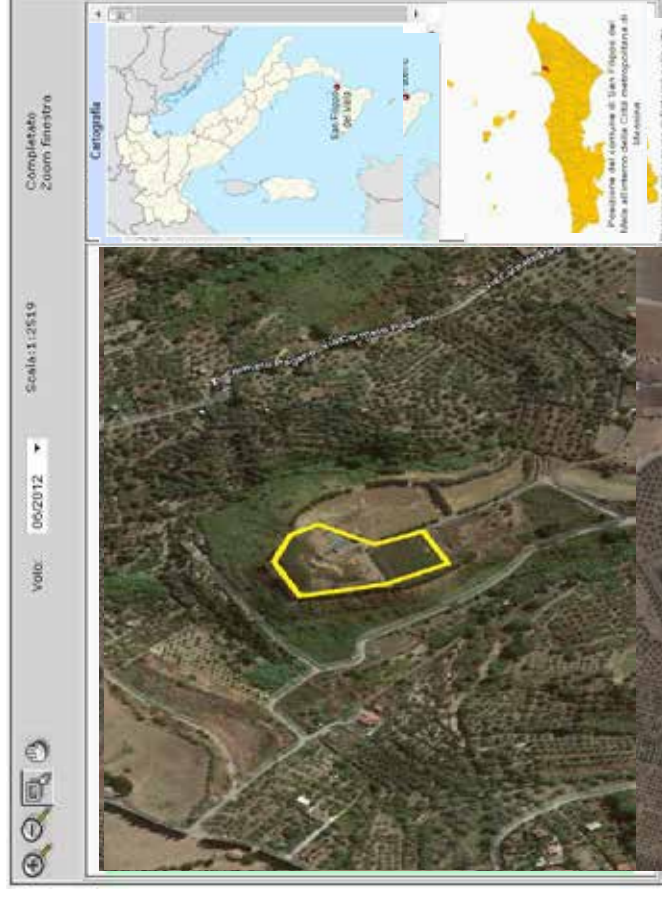 Completato
Zoom finestra
Volo: 06/2012
Scala:1:2519
Cartografia
San Filippo
del Mela
Posizione del comune di San Filippo del
Mela all'interno della Città metropolitana di
Messina